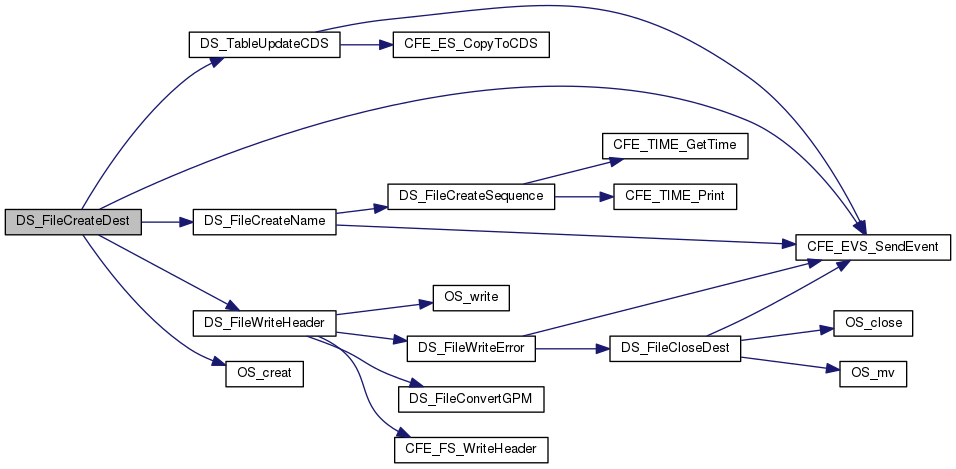 DS_TableUpdateCDS
CFE_ES_CopyToCDS
CFE_TIME_GetTime
DS_FileCreateSequence
CFE_TIME_Print
DS_FileCreateDest
DS_FileCreateName
CFE_EVS_SendEvent
OS_write
DS_FileWriteHeader
OS_close
DS_FileWriteError
DS_FileCloseDest
OS_creat
OS_mv
DS_FileConvertGPM
CFE_FS_WriteHeader